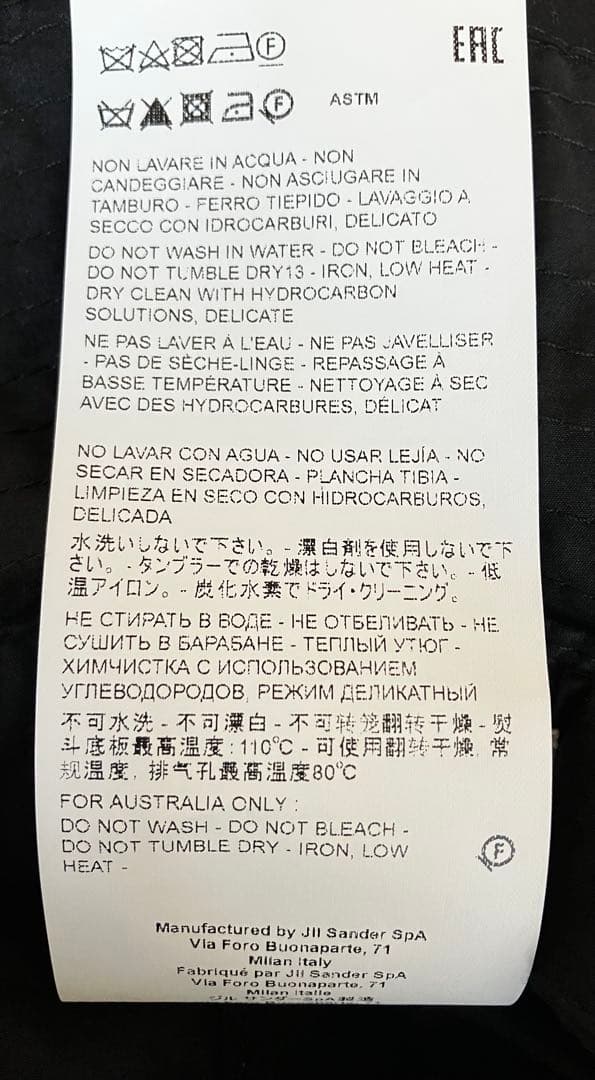 F
EAC
F
ASTM
NON LAVARE IN ACQUA - NON
CANDEGGIARE - NON ASCIUGARE IN
TAMBURO - FERRO TIEPIDO - LAVAGGIO A
SECCO CON IDROCARBURI, DELICATO
DO NOT WASH IN WATER - DO NOT BLEACH -
DO NOT TUMBLE DRY13 - IRON, LOW HEAT -
DRY CLEAN WITH HYDROCARBON
SOLUTIONS, DELICATE
NE PAS LAVER À L'EAU - NE PAS JAVELLISER
- PAS DE SÈCHE-LINGE - REPASSAGE À
BASSE TEMPÉRATURE - NETTOYAGE À SEC
AVEC DES HYDROCARBURES, DÉLICAT
NO LAVAR CON AGUA - NO USAR LEJÍA - NO
SECAR EN SECADORA - PLANCHA TIBIA -
LIMPIEZA EN SECO CON HIDROCARBUROS,
DELICADA
水洗いしないで下さい。- 漂白剤を使用しないで下
さい。- タンブラーでの乾燥はしないで下さい。- 低
温アイロン。- 炭化水素でドライ・クリーニング。
НЕ СТИРАТЬ В ВОДЕ - НЕ ОТБЕЛИВАТЬ - НЕ
СУШИТЬ В БАРАБАНЕ - ТЕПЛЫЙ УТЮГ -
ХИМЧИСТКА С ИСПОЛЬЗОВАНИЕМ
УГЛЕВОДОРОДОВ, РЕЖИМ ДЕЛИКАТНЫЙ
不可水洗 - 不可漂白 - 不可转笼翻转干燥 - 熨
斗底板最高温度: 110°C - 可使用翻转干燥, 常
规温度, 排气孔最高温度80°C
FOR AUSTRALIA ONLY :
DO NOT WASH - DO NOT BLEACH -
DO NOT TUMBLE DRY - IRON, LOW
HEAT -
F
Manufactured by Jil Sander SpA
Via Foro Buonaparte, 71
Milan Italy
Fabriqué par Jil Sander SpA
Via Foro Buonaparte, 71
Milan Italie
ジル サンダーSpA製造